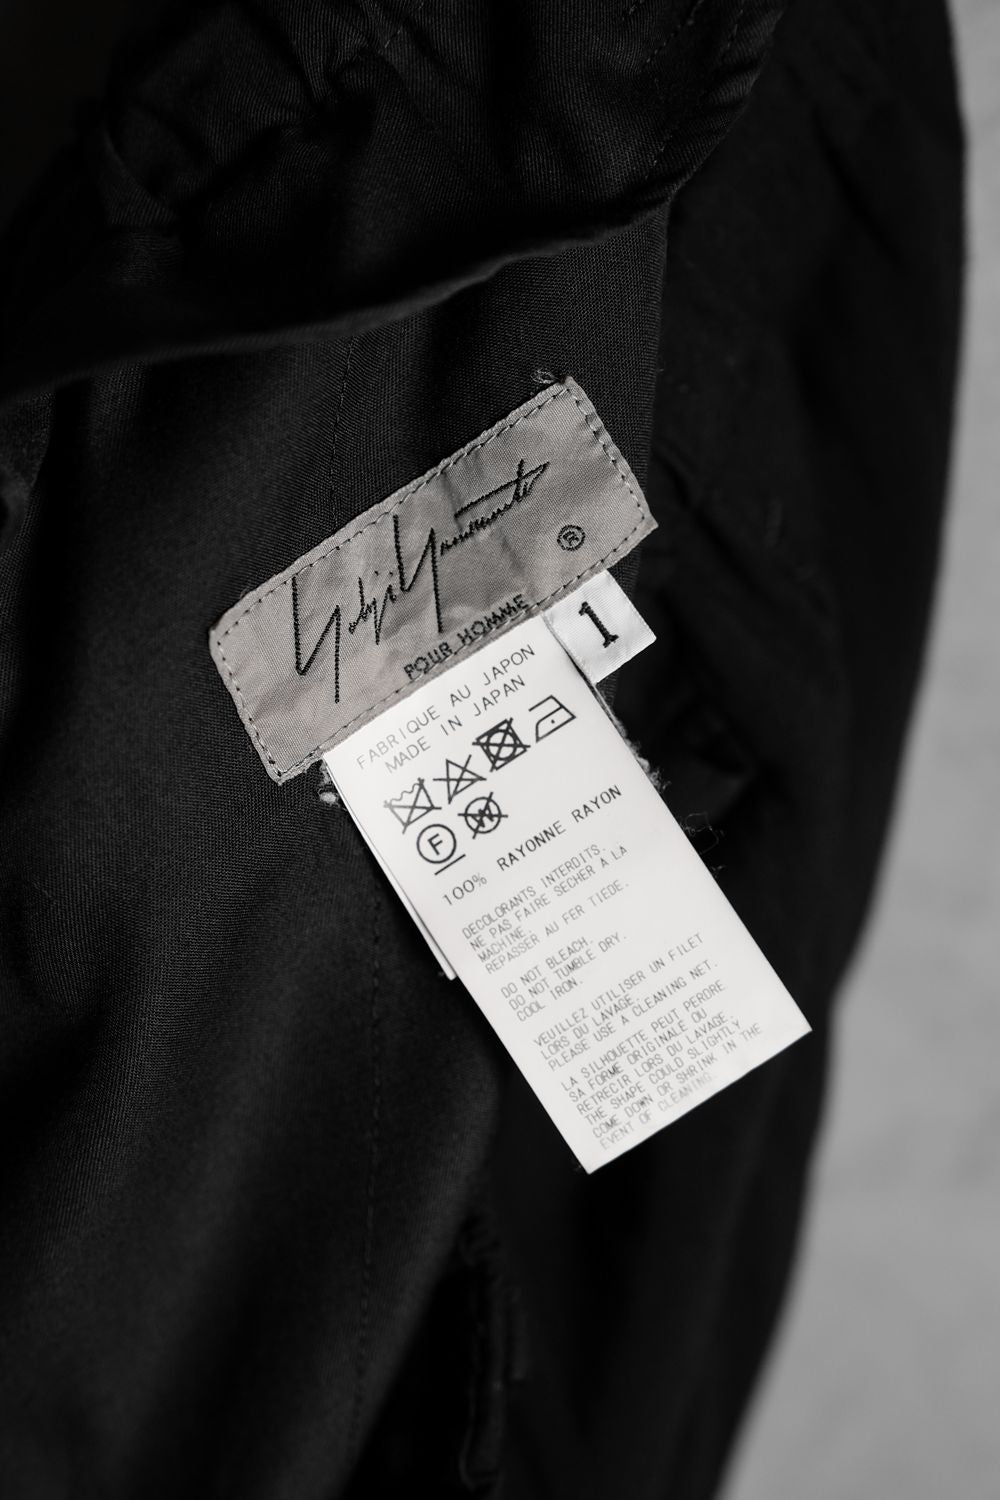 Yohji Yamamoto
®
POUR HOMME
1
FABRIQUE AU JAPON
MADE IN JAPAN
F
W
100% RAYONNE RAYON
DECOLORANTS INTERDITS.
NE PAS FAIRE SECHER A LA
MACHINE.
REPASSER AU FER TIEDE.
DO NOT BLEACH.
DO NOT TUMBLE DRY.
COOL IRON.
VEUILLEZ UTILISER UN FILET
LORS DU LAVAGE.
PLEASE USE A CLEANING NET.
LA SILHOUETTE PEUT PERDRE
SA FORME ORIGINALE OU
RETRECIR LORS DU LAVAGE.
THE SHAPE COULD SLIGHTLY
COME DOWN OR SHRINK IN THE
EVENT OF CLEANING.